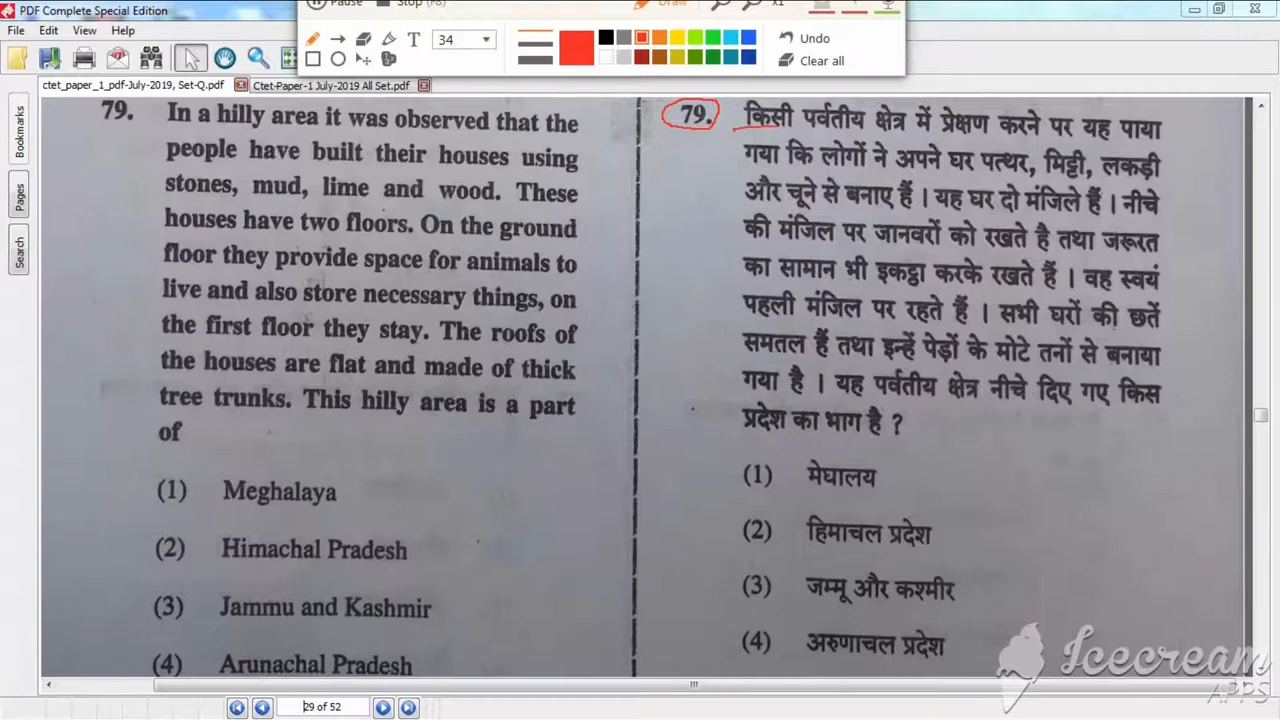 PDF Complete Special Edition
Pause Stop (F8) Draw x1
File Edit View Help
T 34 Undo
Clear all
ctet_paper_1_pdf-July-2019, Set-Q.pdf Ctet-Paper-1 July-2019 All Set.pdf
Bookmarks
Pages
Search
79. In a hilly area it was observed that the
people have built their houses using
stones, mud, lime and wood. These
houses have two floors. On the ground
floor they provide space for animals to
live and also store necessary things, on
the first floor they stay. The roofs of
the houses are flat and made of thick
tree trunks. This hilly area is a part
of
(1) Meghalaya
(2) Himachal Pradesh
(3) Jammu and Kashmir
(4) Arunachal Pradesh
79. किसी पर्वतीय क्षेत्र में प्रेक्षण करने पर यह पाया
गया कि लोगों ने अपने घर पत्थर, मिट्टी, लकड़ी
और चूने से बनाए हैं । यह घर दो मंजिले हैं । नीचे
की मंजिल पर जानवरों को रखते है तथा जरूरत
का सामान भी इकट्ठा करके रखते हैं । वह स्वयं
पहली मंजिल पर रहते हैं । सभी घरों की छतें
समतल हैं तथा इन्हें पेड़ों के मोटे तनों से बनाया
गया है । यह पर्वतीय क्षेत्र नीचे दिए गए किस
प्रदेश का भाग है ?
(1) मेघालय
(2) हिमाचल प्रदेश
(3) जम्मू और कश्मीर
(4) अरुणाचल प्रदेश
Icecream
APPS
29 of 52